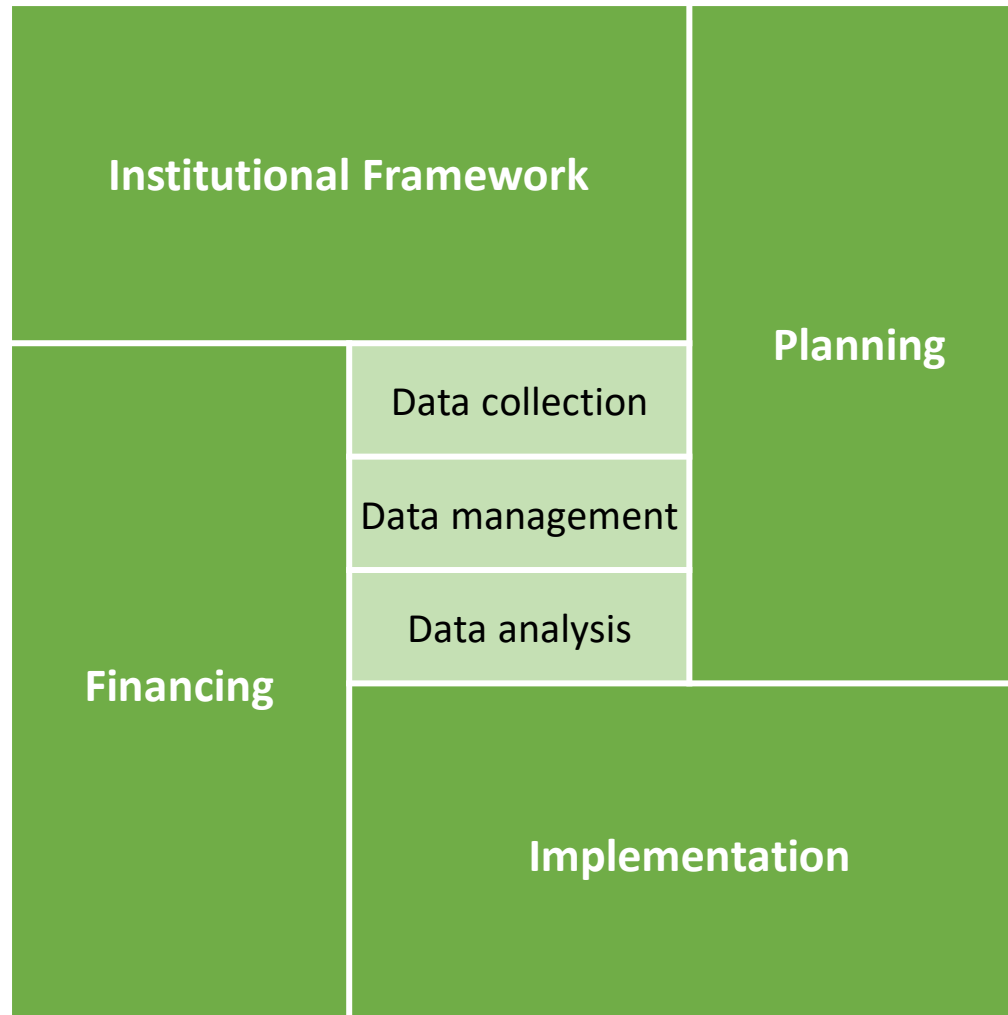 Institutional Framework
Planning
Data collection
Data management
Data analysis
Financing
Implementation